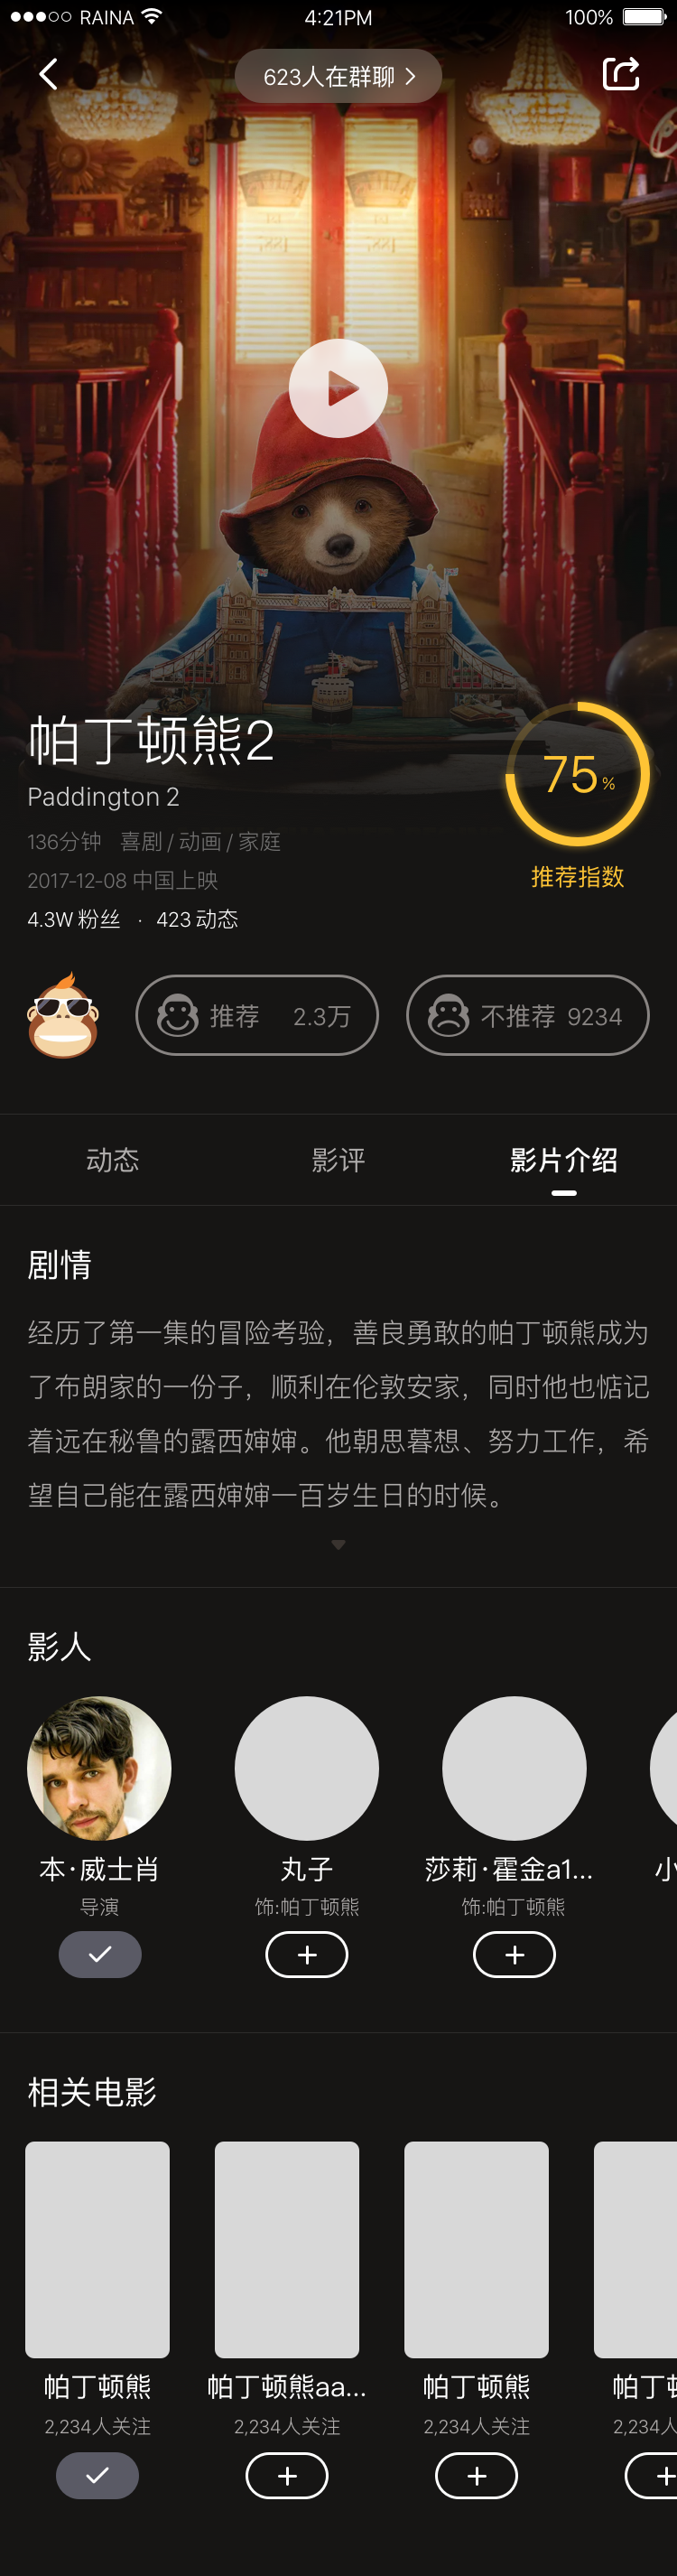 RAINA 4:21PM 100%
623人在群聊
帕丁顿熊2
Paddington 2
136分钟 喜剧 / 动画 / 家庭
2017-12-08 中国上映
4.3W 粉丝 · 423 动态
75%
推荐指数
推荐 2.3万
不推荐 9234
动态 影评 影片介绍
剧情
经历了第一集的冒险考验，善良勇敢的帕丁顿熊成为
了布朗家的一份子，顺利在伦敦安家，同时他也惦记
着远在秘鲁的露西婶婶。他朝思暮想、努力工作，希
望自己能在露西婶婶一百岁生日的时候。
影人
本·威士肖 丸子 莎莉·霍金a1... 小
导演 饰:帕丁顿熊 饰:帕丁顿熊
相关电影
帕丁顿熊 帕丁顿熊aa... 帕丁顿熊 帕丁顿
2,234人关注 2,234人关注 2,234人关注 2,234人